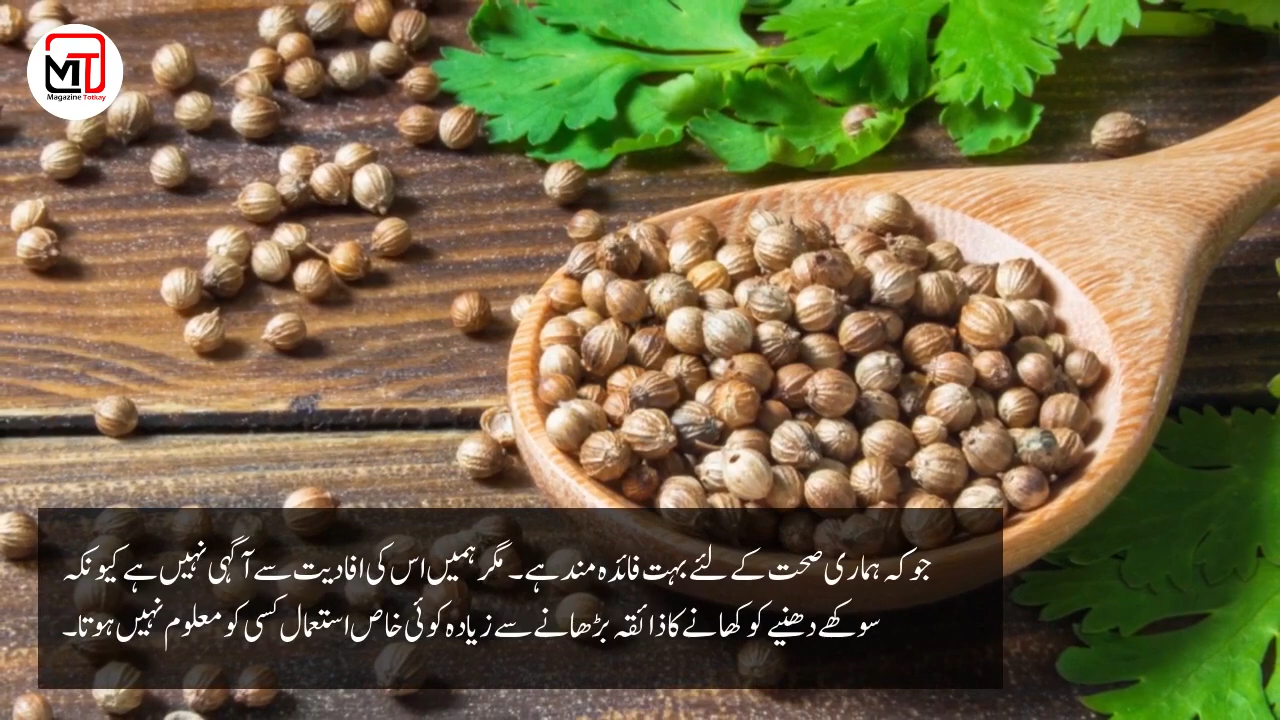 MT
Magazine Totkay
جو کہ ہماری صحت کے لئے بہت فائدہ مند ہے۔ مگر ہمیں اس کی افادیت سے آگہی نہیں ہے کیونکہ
سوکھے دھنیے کو کھانے کا ذائقہ بڑھانے سے زیادہ کوئی خاص استعمال کسی کو معلوم نہیں ہوتا۔